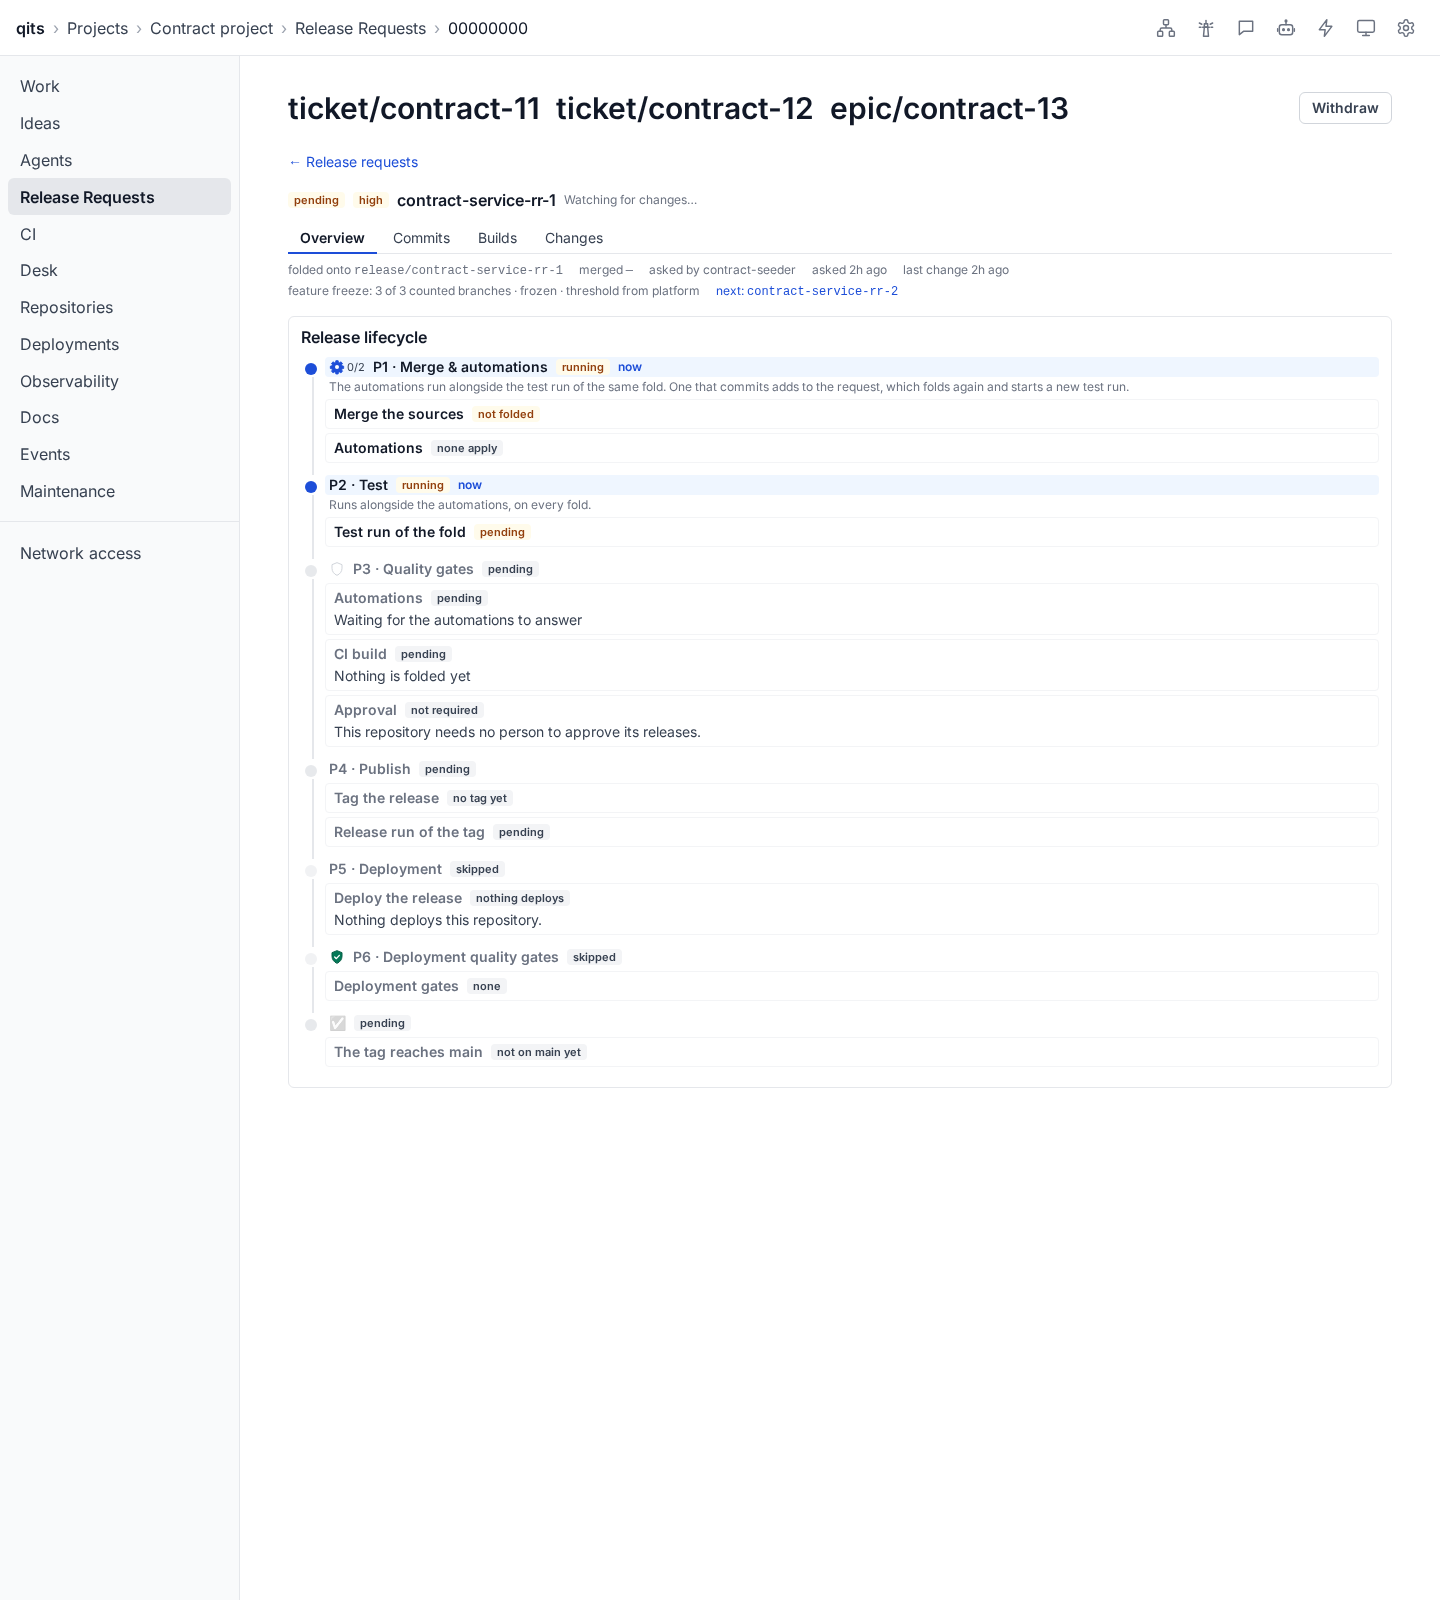 qits › Projects › Contract project › Release Requests › 00000000
Work
Ideas
Agents
Release Requests
CI
Desk
Repositories
Deployments
Observability
Docs
Events
Maintenance
Network access
ticket/contract-11 ticket/contract-12 epic/contract-13
Withdraw
← Release requests
pending high contract-service-rr-1 Watching for changes…
Overview Commits Builds Changes
folded onto release/contract-service-rr-1 merged — asked by contract-seeder asked 2h ago last change 2h ago
feature freeze: 3 of 3 counted branches · frozen · threshold from platform next: contract-service-rr-2
Release lifecycle
0/2 P1 · Merge & automations running now
The automations run alongside the test run of the same fold. One that commits adds to the request, which folds again and starts a new test run.
Merge the sources not folded
Automations none apply
P2 · Test running now
Runs alongside the automations, on every fold.
Test run of the fold pending
P3 · Quality gates pending
Automations pending
Waiting for the automations to answer
CI build pending
Nothing is folded yet
Approval not required
This repository needs no person to approve its releases.
P4 · Publish pending
Tag the release no tag yet
Release run of the tag pending
P5 · Deployment skipped
Deploy the release nothing deploys
Nothing deploys this repository.
P6 · Deployment quality gates skipped
Deployment gates none
pending
The tag reaches main not on main yet